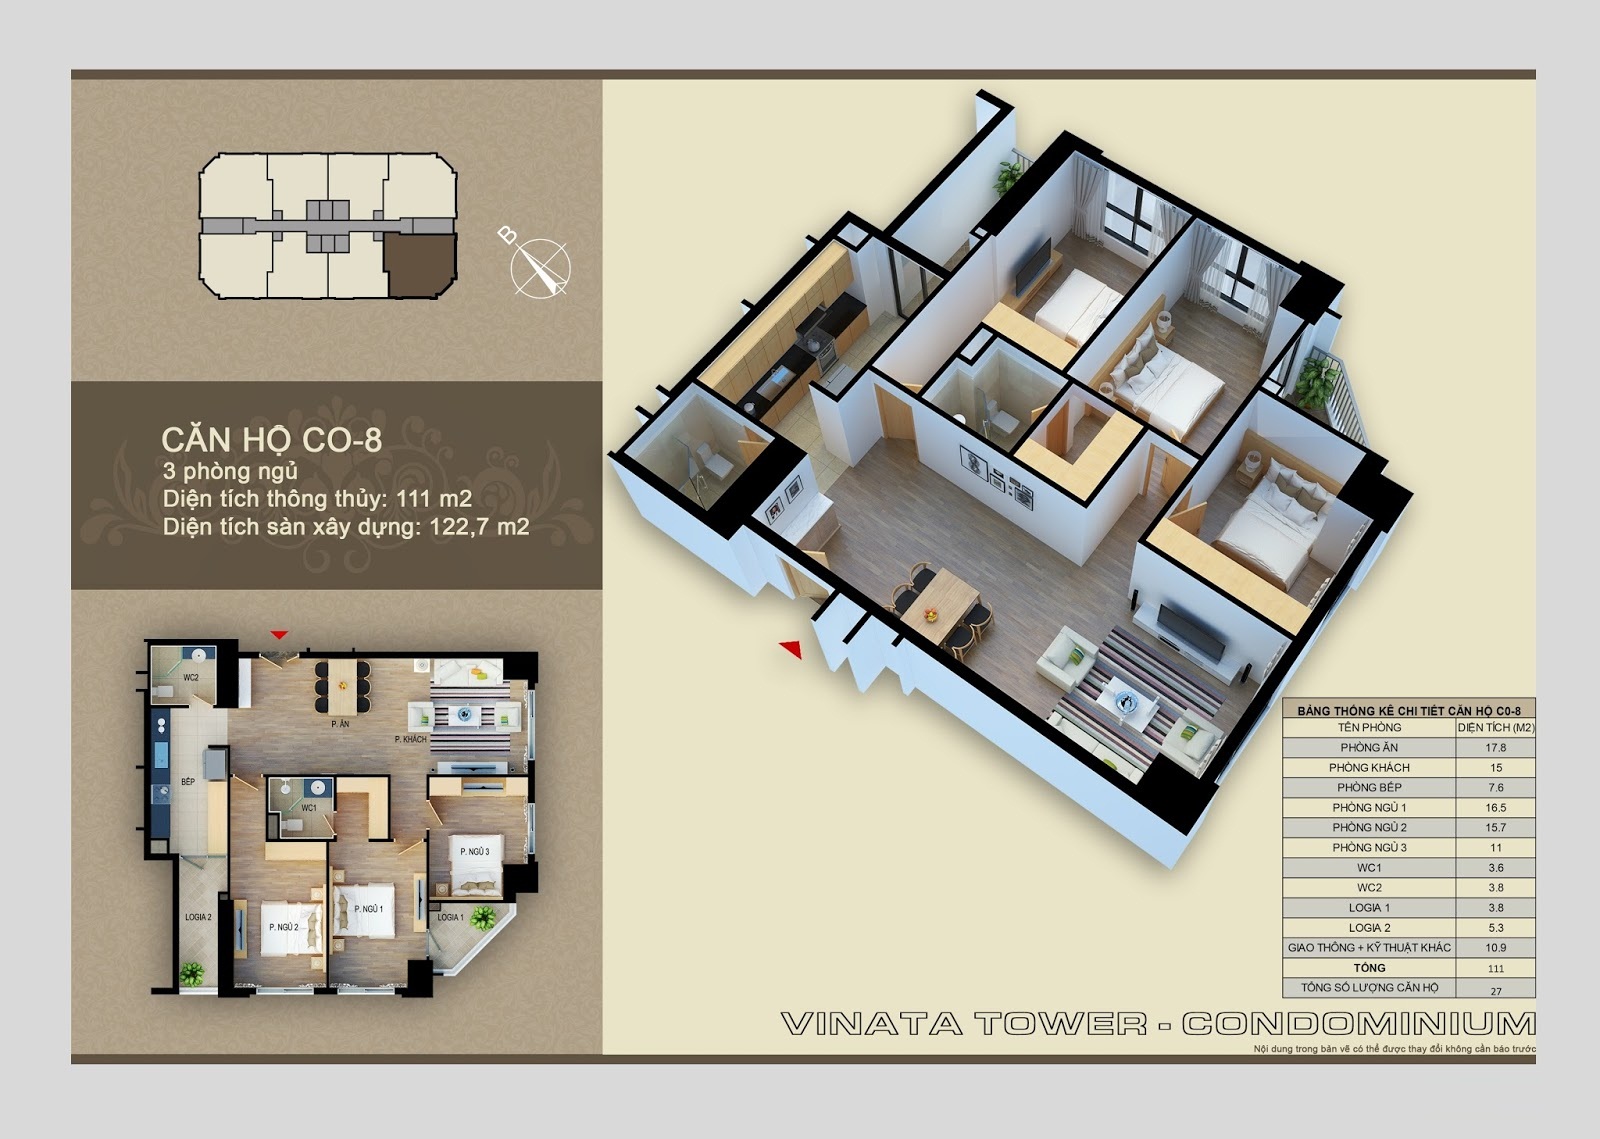 B
CĂN HỘ CO-8
3 phòng ngủ
Diện tích thông thủy: 111 m2
Diện tích sàn xây dựng: 122,7 m2
WC2
P. ĂN
P. KHÁCH
BẾP
WC1
P. NGỦ 3
P. NGỦ 1
LOGIA 2
LOGIA 1
P. NGỦ 2
BẢNG THỐNG KÊ CHI TIẾT CĂN HỘ C0-8
TÊN PHÒNG DIỆN TÍCH (M2)
PHÒNG ĂN 17.8
PHÒNG KHÁCH 15
PHÒNG BẾP 7.6
PHÒNG NGỦ 1 16.5
PHÒNG NGỦ 2 15.7
PHÒNG NGỦ 3 11
WC1 3.6
WC2 3.8
LOGIA 1 3.8
LOGIA 2 5.3
GIAO THÔNG + KỸ THUẬT KHÁC 10.9
TỔNG 111
TỔNG SỐ LƯỢNG CĂN HỘ 27
VINATA TOWER - CONDOMINIUM
Nội dung trong bản vẽ có thể được thay đổi không cần báo trước